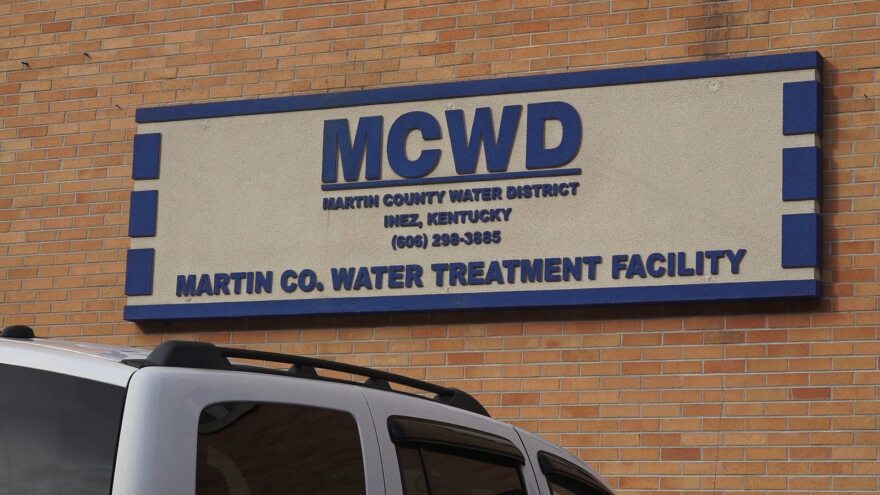 MCWD
MARTIN COUNTY WATER DISTRICT
INEZ, KENTUCKY
(606) 298-3885
MARTIN CO. WATER TREATMENT FACILITY